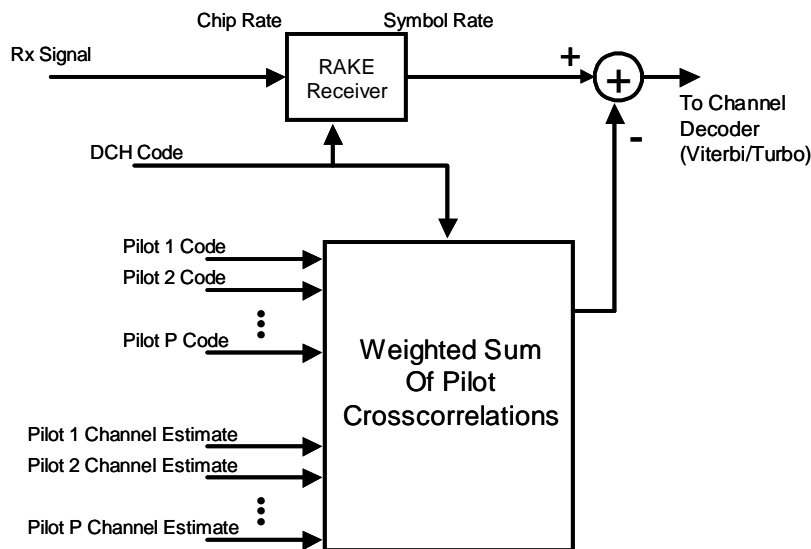 Chip Rate
Symbol Rate
Rx Signal
RAKE
Receiver
+
+
To Channel
Decoder
(Viterbi/Turbo)
-
DCH Code
Pilot 1 Code
Pilot 2 Code
Pilot P Code
Weighted Sum
Of Pilot
Crosscorrelations
Pilot 1 Channel Estimate
Pilot 2 Channel Estimate
Pilot P Channel Estimate